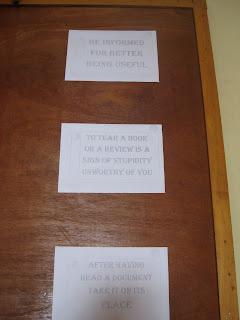 BE INFORMED
FOR BETTER
BEING USEFUL
TO TEAR A BOOK
OR A REVIEW IS A
SIGN OF STUPIDITY
UNWORTHY OF YOU
AFTER HAVING
READ A DOCUMENT
TAKE IT ON ITS
PLACE